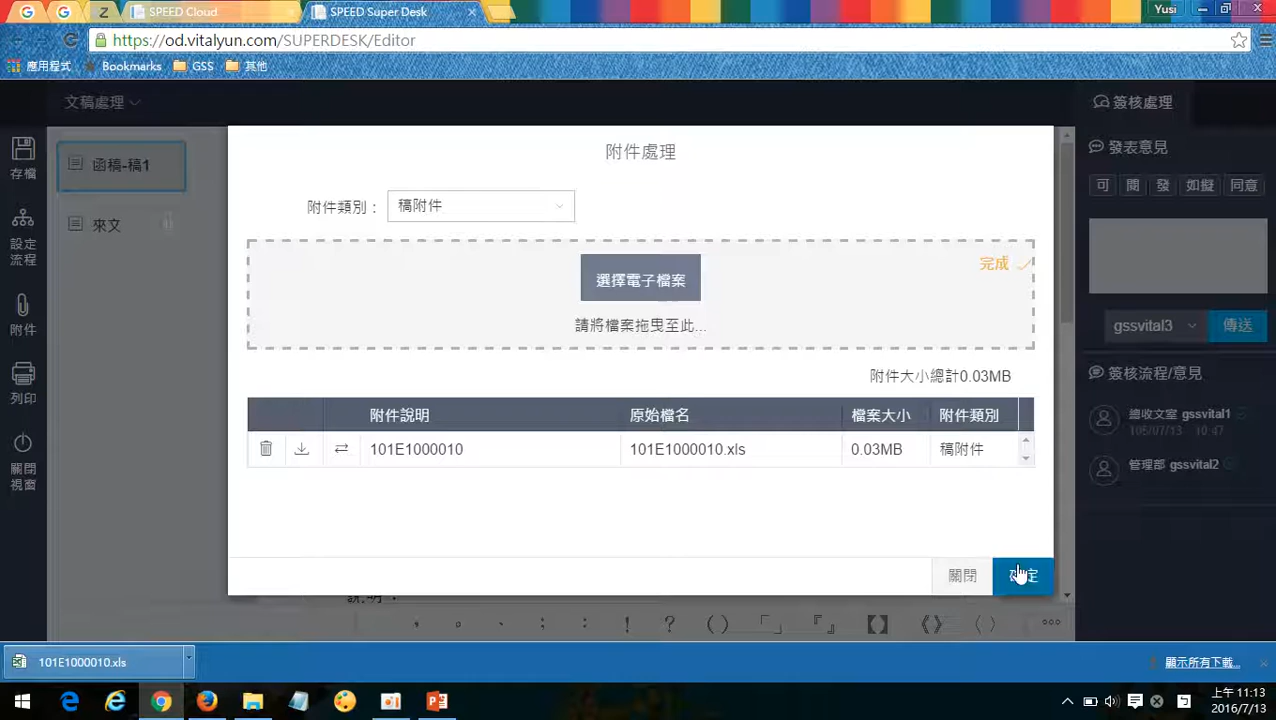 SPEED Cloud
SPEED Super Desk
Yusi
https://od.vitalyun.com/SUPERDESK/Editor
應用程式
Bookmarks
GSS
其他
文稿處理
簽核處理
存檔
設定
流程
附件
列印
關閉
視窗
函稿-稿1
來文
附件處理
附件類別：
稿附件
選擇電子檔案
完成
請將檔案拖曳至此...
附件大小總計0.03MB
附件說明 原始檔名 檔案大小 附件類別
101E1000010 101E1000010.xls 0.03MB 稿附件
關閉
發表意見
可 閱 發 如擬 同意
gssvital3 傳送
簽核流程/意見
總收文室 gssvital1
105/07/13 10:47
管理部 gssvital2
， 。 、 ； ： ！ ？ （） 「」 『』 【】 《》 〈〉
101E1000010.xls
顯示所有下載...
上午 11:13
2016/7/13